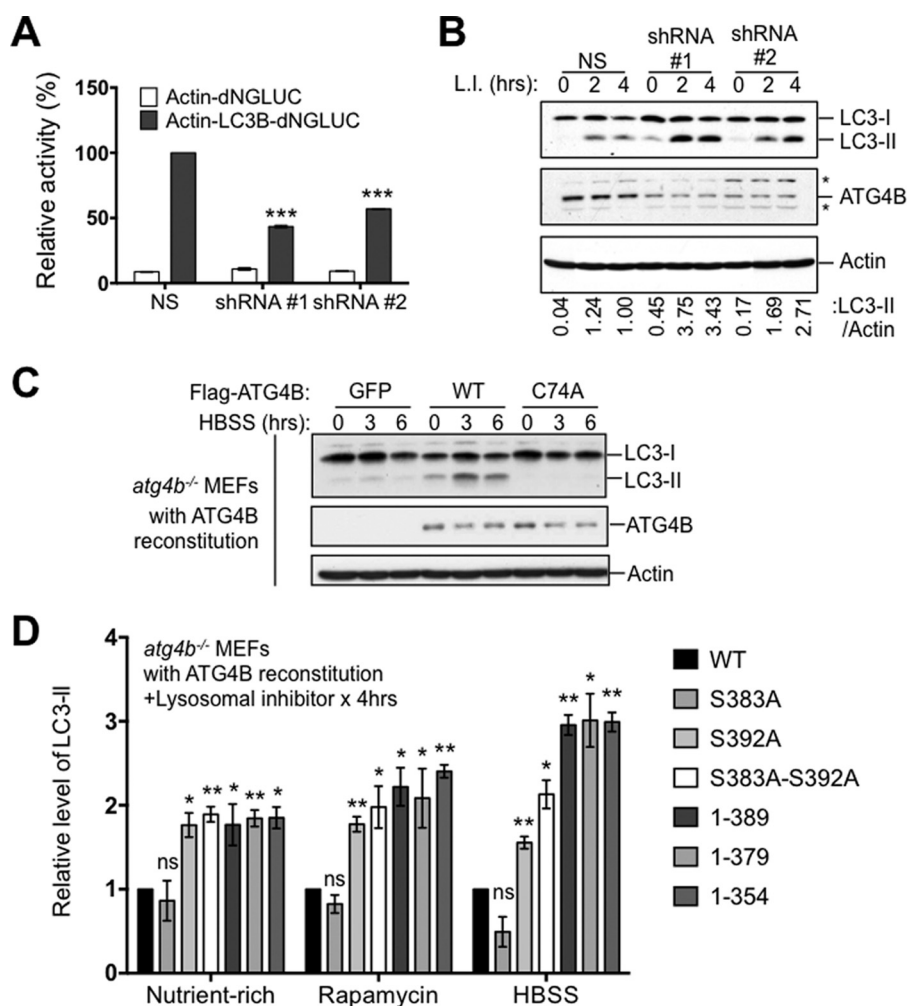 A
Relative activity (%)
150
100
50
0
Actin-dNGLUC
Actin-LC3B-dNGLUC
***
***
NS shRNA #1 shRNA #2
B
NS shRNA #1 shRNA #2
L.I. (hrs): 0 2 4 0 2 4 0 2 4
LC3-I
LC3-II
*
ATG4B
*
Actin
0.04 1.24 1.00 0.45 3.75 3.43 0.17 1.69 2.71 :LC3-II /Actin
C
Flag-ATG4B: GFP WT C74A
HBSS (hrs): 0 3 6 0 3 6 0 3 6
LC3-I
LC3-II
atg4b-/- MEFs
with ATG4B
reconstitution
ATG4B
Actin
D
Relative level of LC3-II
4
3
2
1
0
atg4b-/- MEFs
with ATG4B reconstitution
+Lysosomal inhibitor x 4hrs
ns * ** * ** *
ns ** * * * **
ns ** * ** * **
Nutrient-rich Rapamycin HBSS
WT
S383A
S392A
S383A-S392A
1-389
1-379
1-354